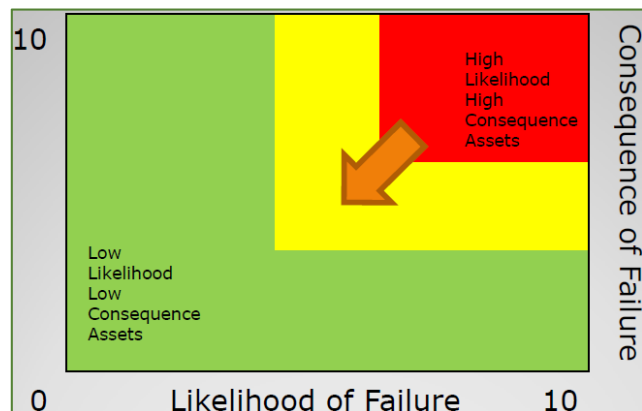 10
High
Likelihood
High
Consequence
Assets
Consequence of Failure
Low
Likelihood
Low
Consequence
Assets
0
Likelihood of Failure
10